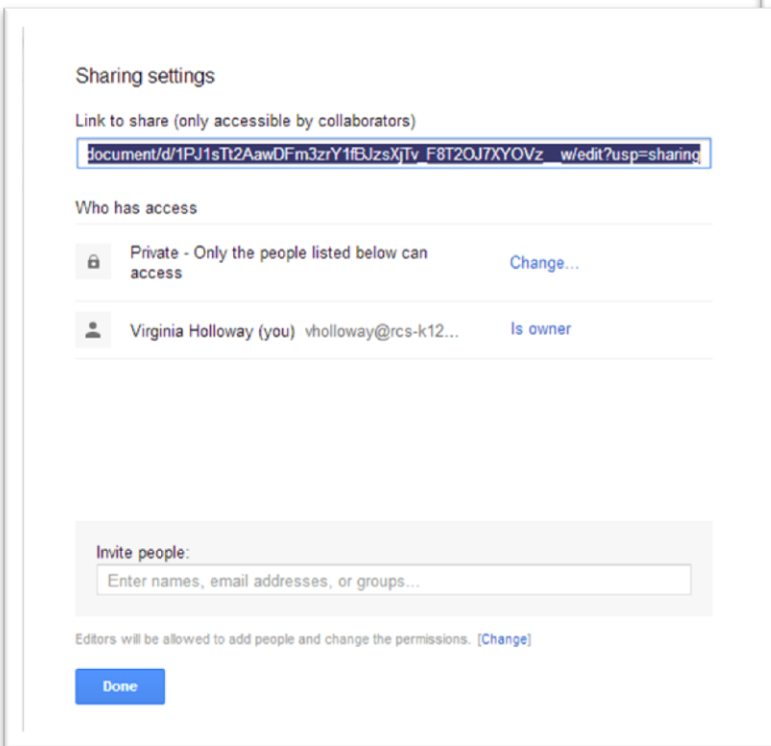 Sharing settings
Link to share (only accessible by collaborators)
document/d/1PJ1sTt2AawDFm3zrY1fBJzsXjTv_F8T2OJ7XYOVz__w/edit?usp=sharing
Who has access
Private - Only the people listed below can
access
Change...
Virginia Holloway (you) vholloway@rcs-k12... Is owner
Invite people:
Enter names, email addresses, or groups...
Editors will be allowed to add people and change the permissions. [Change]
Done